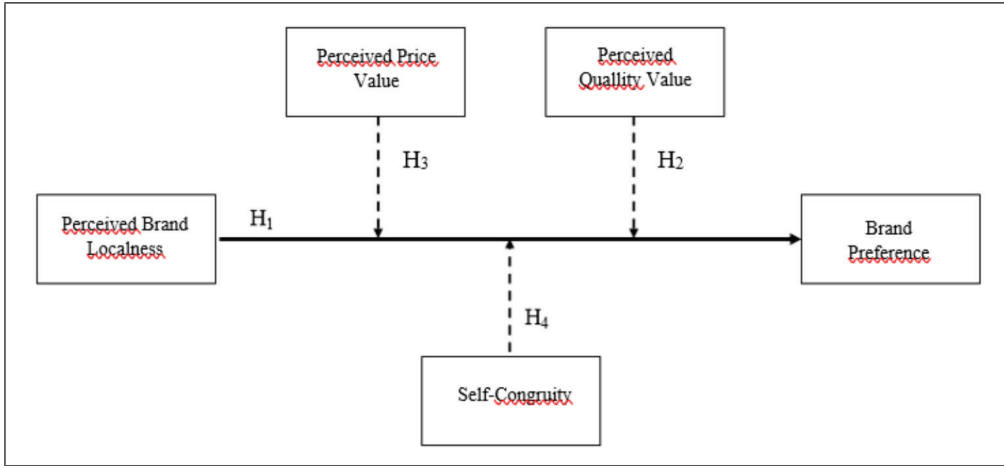 Perceived Price
Value
Perceived
Quallity Value
H₃
H₂
Perceived Brand
Localness
H₁
Brand
Preference
H₄
Self-Congruity